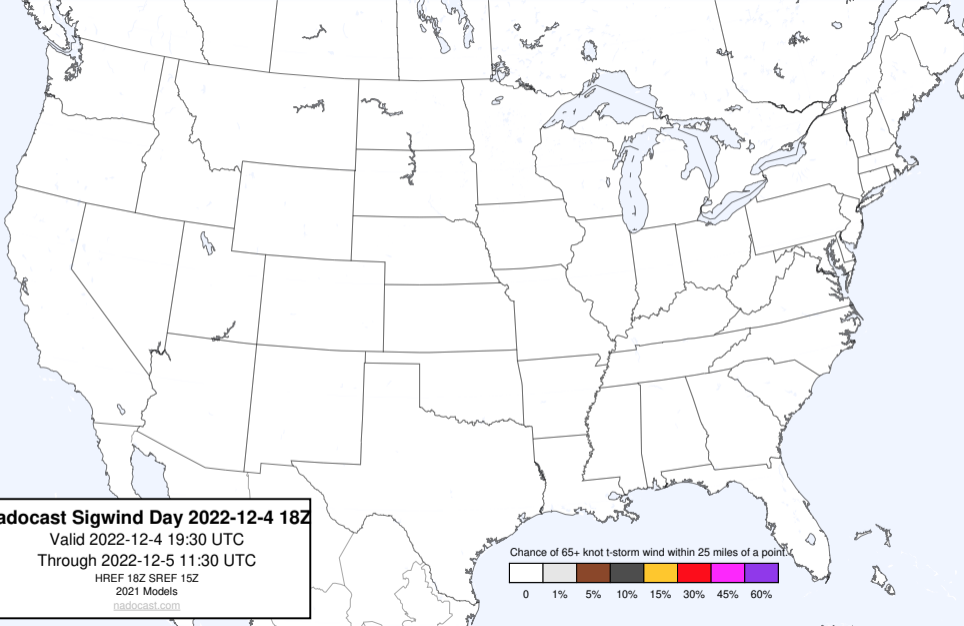 adocast Sigwind Day 2022-12-4 18Z
Valid 2022-12-4 19:30 UTC
Through 2022-12-5 11:30 UTC
HREF 18Z SREF 15Z
2021 Models
nadocast.com
Chance of 65+ knot t-storm wind within 25 miles of a point.
0 1% 5% 10% 15% 30% 45% 60%